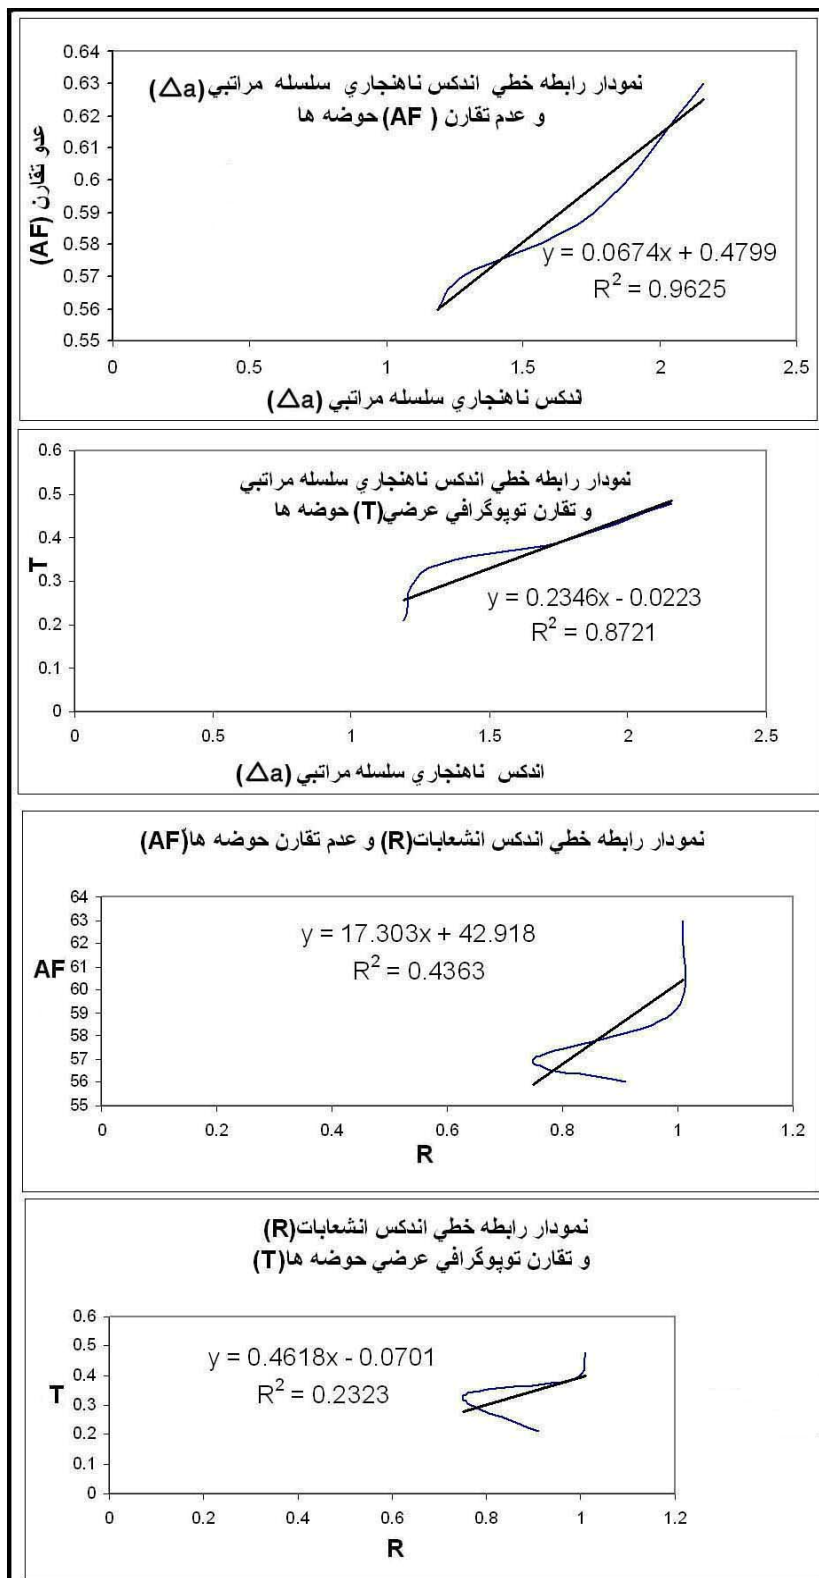 نمودار رابطه خطي اندکس ناهنجاري سلسله مراتبي (△a)
و عدم تقارن (AF) حوضه ها
0.64
0.63
0.62
0.61
0.6
0.59
0.58
0.57
0.56
0.55
عدو تقارن (AF)
y = 0.0674x + 0.4799
R² = 0.9625
0 0.5 1 1.5 2 2.5
اندکس ناهنجاري سلسله مراتبي (△a)
نمودار رابطه خطي اندکس ناهنجاري سلسله مراتبي
و تقارن توپوگرافي عرضي(T) حوضه ها
0.6
0.5
0.4
0.3
0.2
0.1
0
T
y = 0.2346x - 0.0223
R² = 0.8721
0 0.5 1 1.5 2 2.5
اندکس ناهنجاري سلسله مراتبي (△a)
نمودار رابطه خطي اندکس انشعابات(R) و عدم تقارن حوضه ها(AF)
64
63
62
61
60
59
58
57
56
55
AF
y = 17.303x + 42.918
R² = 0.4363
0 0.2 0.4 0.6 0.8 1 1.2
R
نمودار رابطه خطي اندکس انشعابات(R)
و تقارن توپوگرافي عرضي حوضه ها(T)
0.6
0.5
0.4
0.3
0.2
0.1
0
T
y = 0.4618x - 0.0701
R² = 0.2323
0 0.2 0.4 0.6 0.8 1 1.2
R